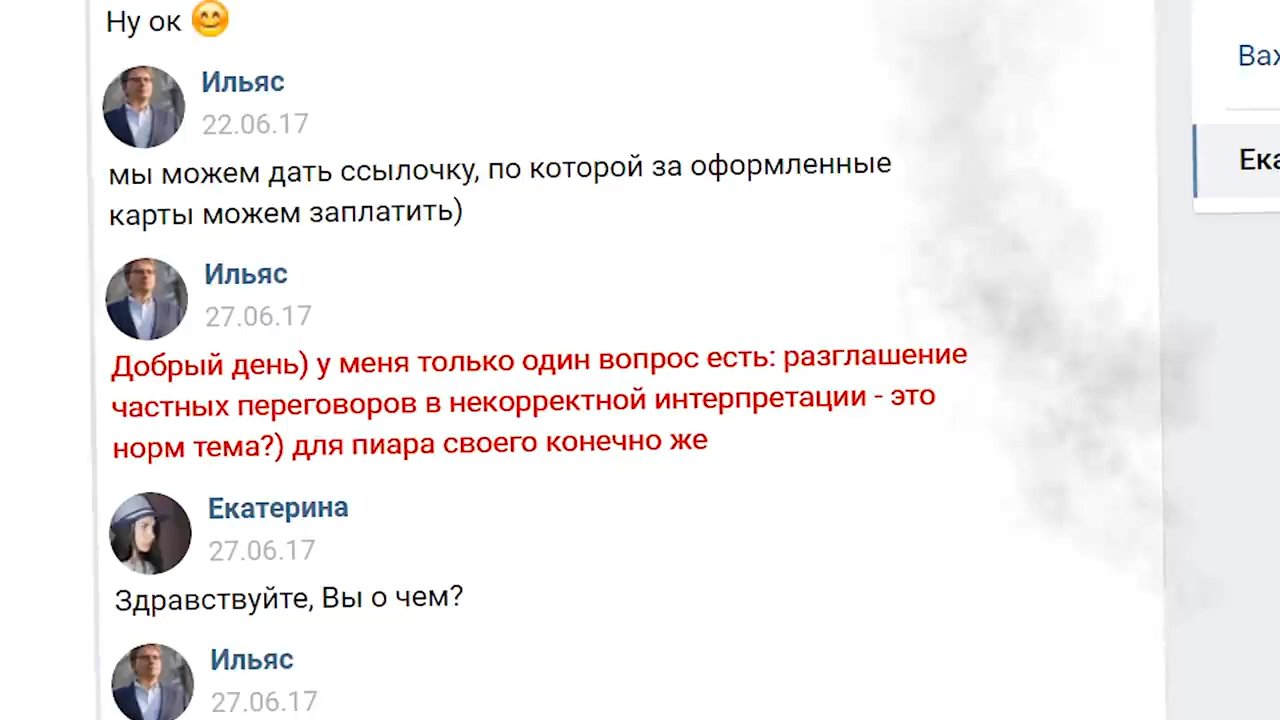 Ну ок 😊
Ильяс
22.06.17
мы можем дать ссылочку, по которой за оформленные
карты можем заплатить)
Ильяс
27.06.17
Добрый день) у меня только один вопрос есть: разглашение
частных переговоров в некорректной интерпретации - это
норм тема?) для пиара своего конечно же
Екатерина
27.06.17
Здравствуйте, Вы о чем?
Ильяс
27.06.17